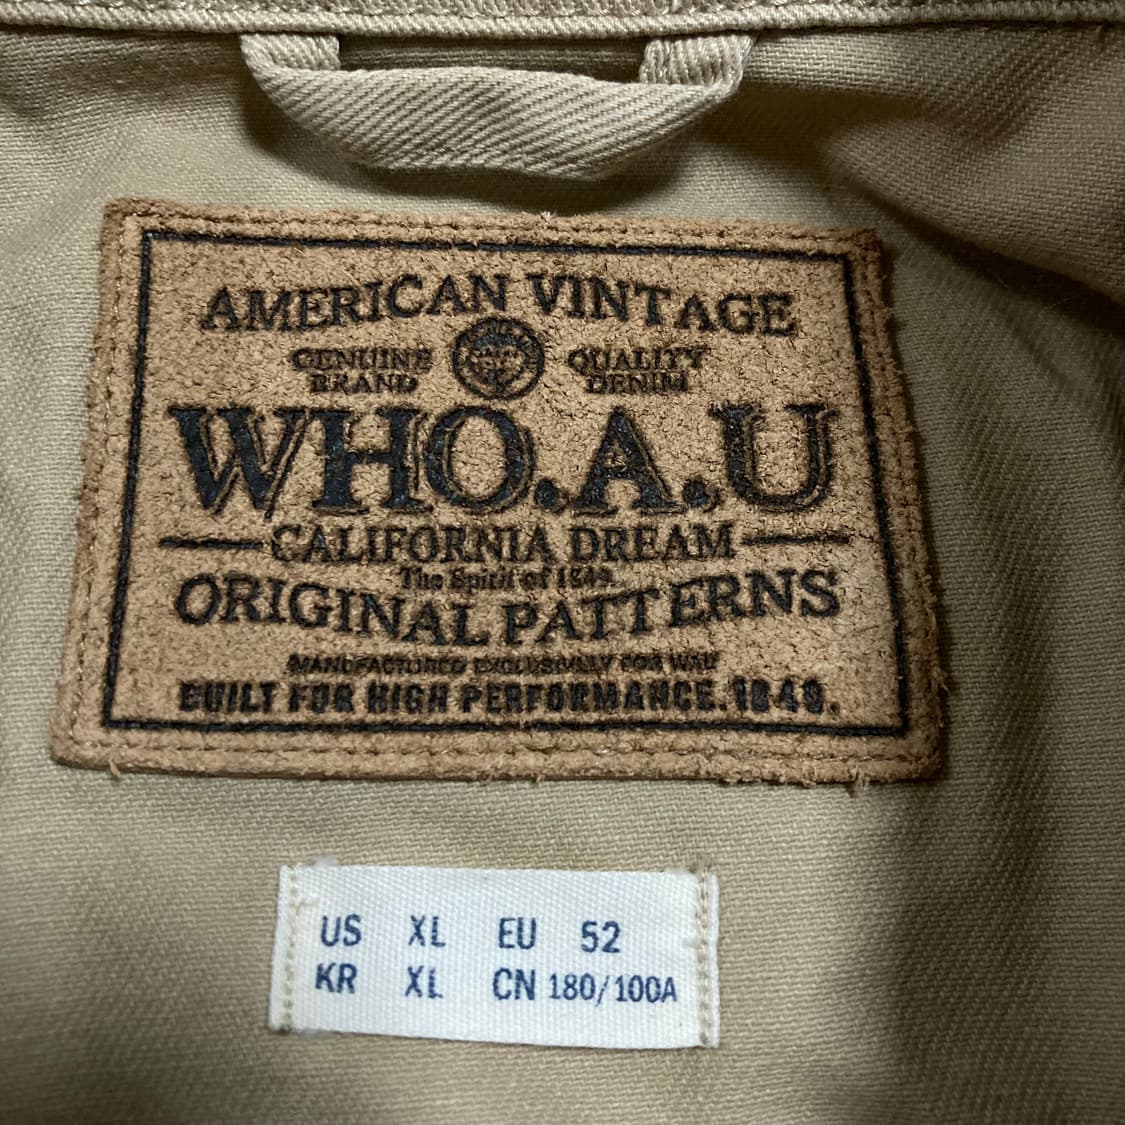 AMERICAN VINTAGE
GENUINE BRAND
QUALITY DENIM
WHO.A.U
CALIFORNIA DREAM
The Spirit of 1849.
ORIGINAL PATTERNS
MANUFACTURED EXCLUSIVELY FOR WAU
BUILT FOR HIGH PERFORMANCE. 1849.
US XL EU 52
KR XL CN 180/100A